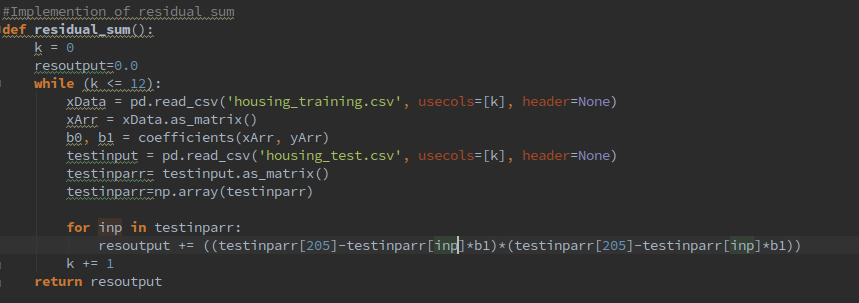 #Implemention of residual sum
def residual_sum():
    k = 0
    resoutput=0.0
    while (k <= 12):
        xData = pd.read_csv('housing_training.csv', usecols=[k], header=None)
        xArr = xData.as_matrix()
        b0, b1 = coefficients(xArr, yArr)
        testinput = pd.read_csv('housing_test.csv', usecols=[k], header=None)
        testinparr= testinput.as_matrix()
        testinparr=np.array(testinparr)
        for inp in testinparr:
            resoutput += ((testinparr[205]-testinparr[inp]*b1)*(testinparr[205]-testinparr[inp]*b1))
        k += 1
    return resoutput